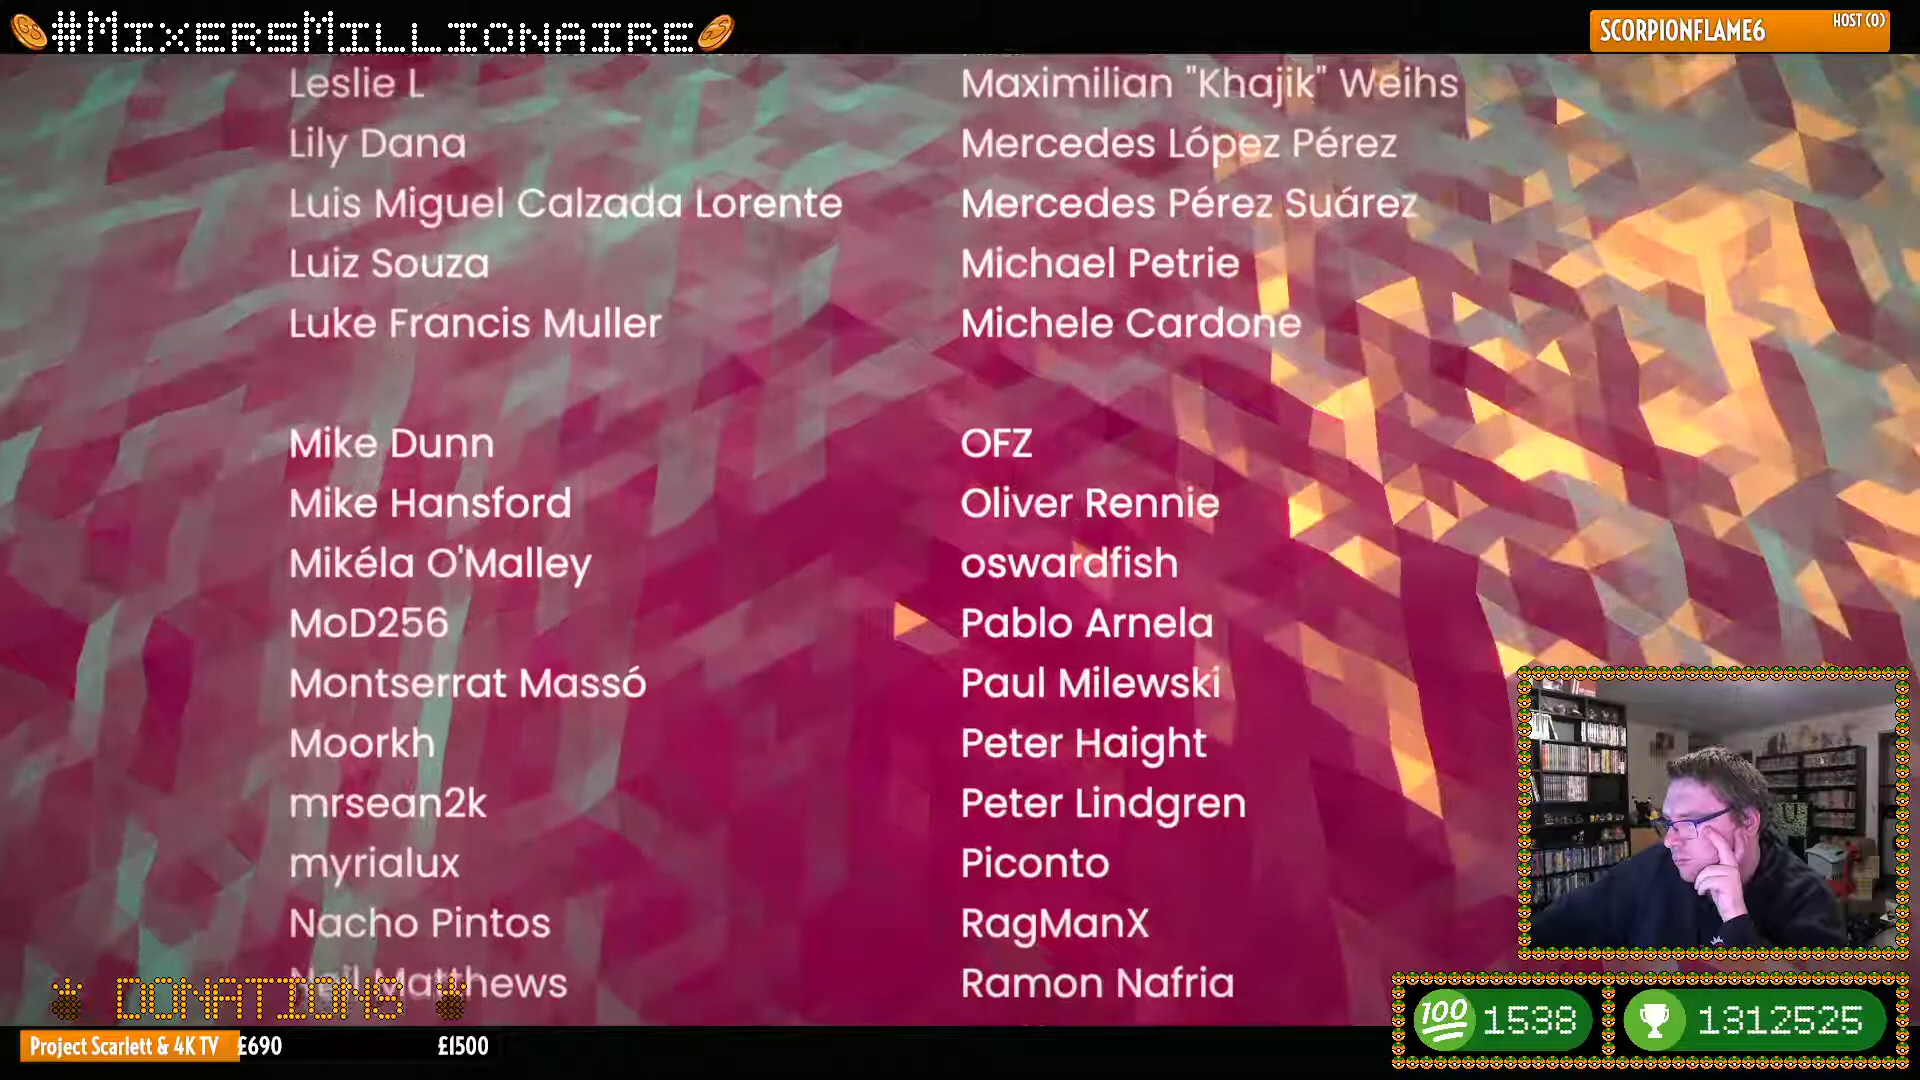 #MIXERSMILLIONAIRE
SCORPIONFLAME6
HOST (0)
Leslie L
Maximilian "Khajik" Weihs
Lily Dana
Mercedes López Pérez
Luis Miguel Calzada Lorente
Mercedes Pérez Suárez
Luiz Souza
Michael Petrie
Luke Francis Muller
Michele Cardone
Mike Dunn
OFZ
Mike Hansford
Oliver Rennie
Mikéla O'Malley
oswardfish
MoD256
Pablo Arnela
Montserrat Massó
Paul Milewski
Moorkh
Peter Haight
mrsean2k
Peter Lindgren
myrialux
Piconto
Nacho Pintos
RagManX
Neil Matthews
Ramon Nafria
DONATIONS
100 1538
1312525
Project Scarlett & 4K TV £690 £1500